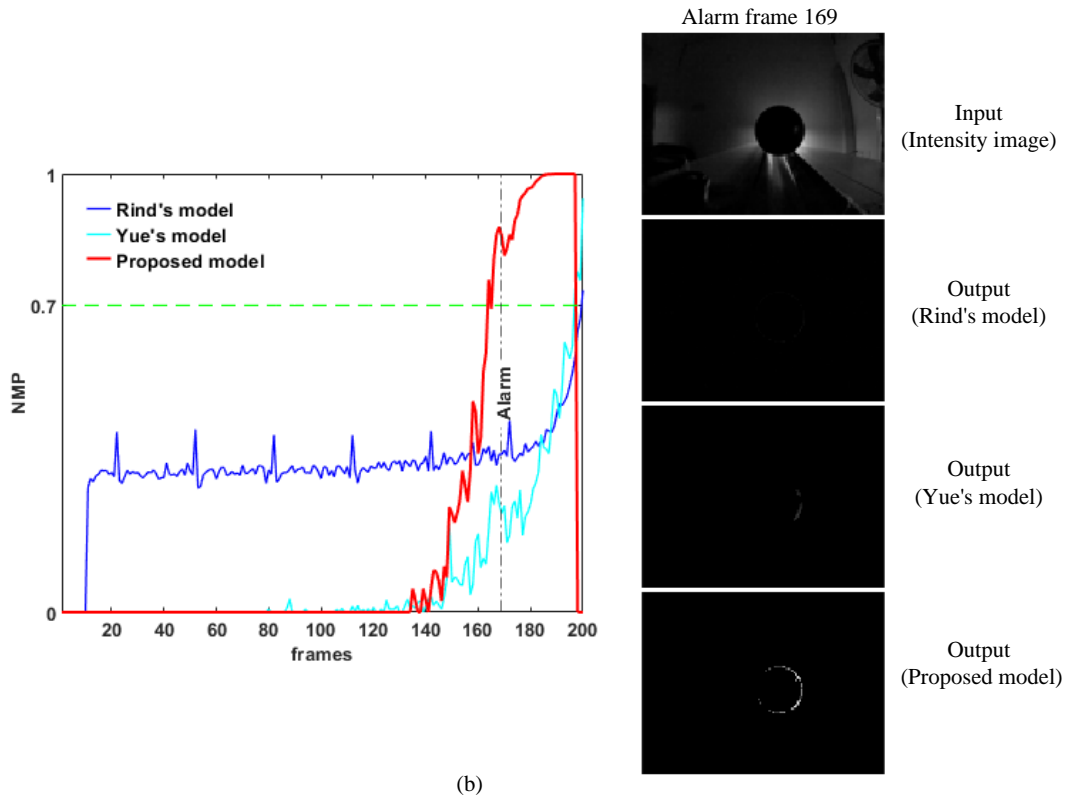 Alarm frame 169
Input
(Intensity image)
Output
(Rind's model)
Output
(Yue's model)
Output
(Proposed model)
1
0.7
0
NMP
Rind's model
Yue's model
Proposed model
Alarm
20 40 60 80 100 120 140 160 180 200
frames
(b)